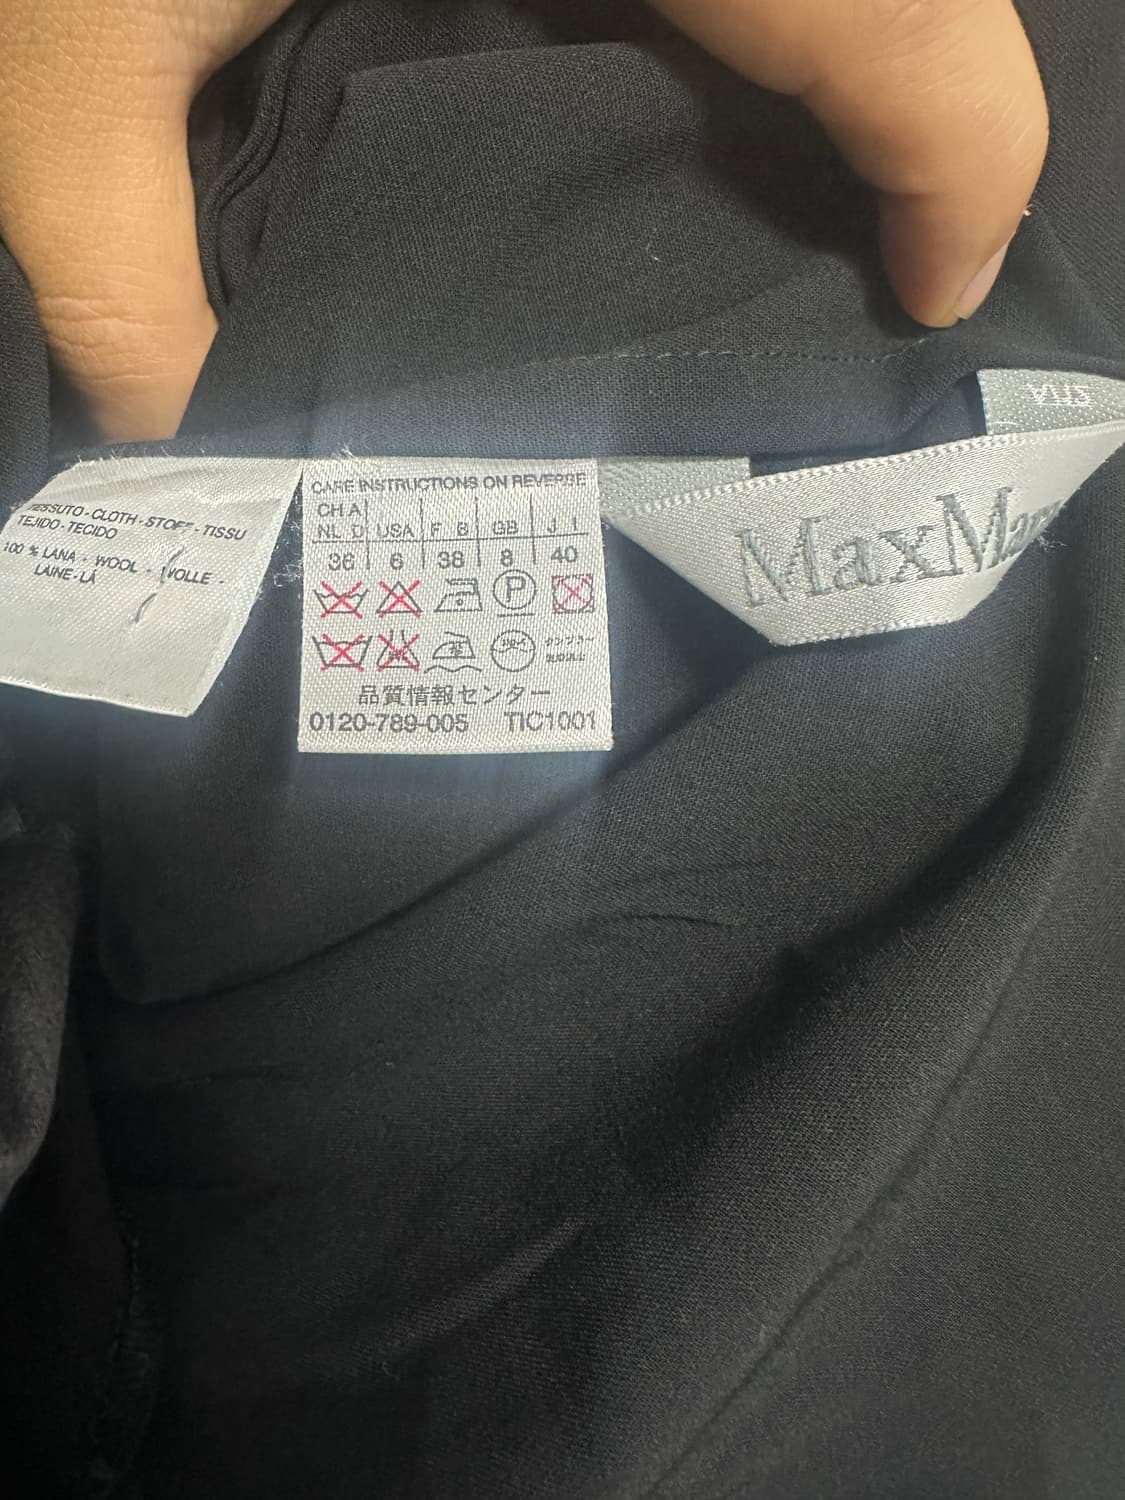 TESSUTO - CLOTH - STOFF - TISSU
TEJIDO - TECIDO
100 % LANA - WOOL - WOLLE -
LAINE - LÃ
CARE INSTRUCTIONS ON REVERSE
CH A
NL D USA F B GB J I
36 6 38 8 40
P
品質情報センター
0120-789-005 TIC1001
MaxMara